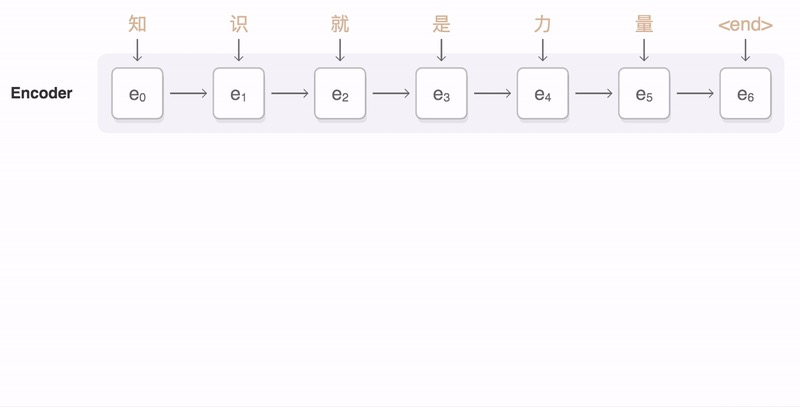 知 识 就 是 力 量 <end>
Encoder e₀ e₁ e₂ e₃ e₄ e₅ e₆